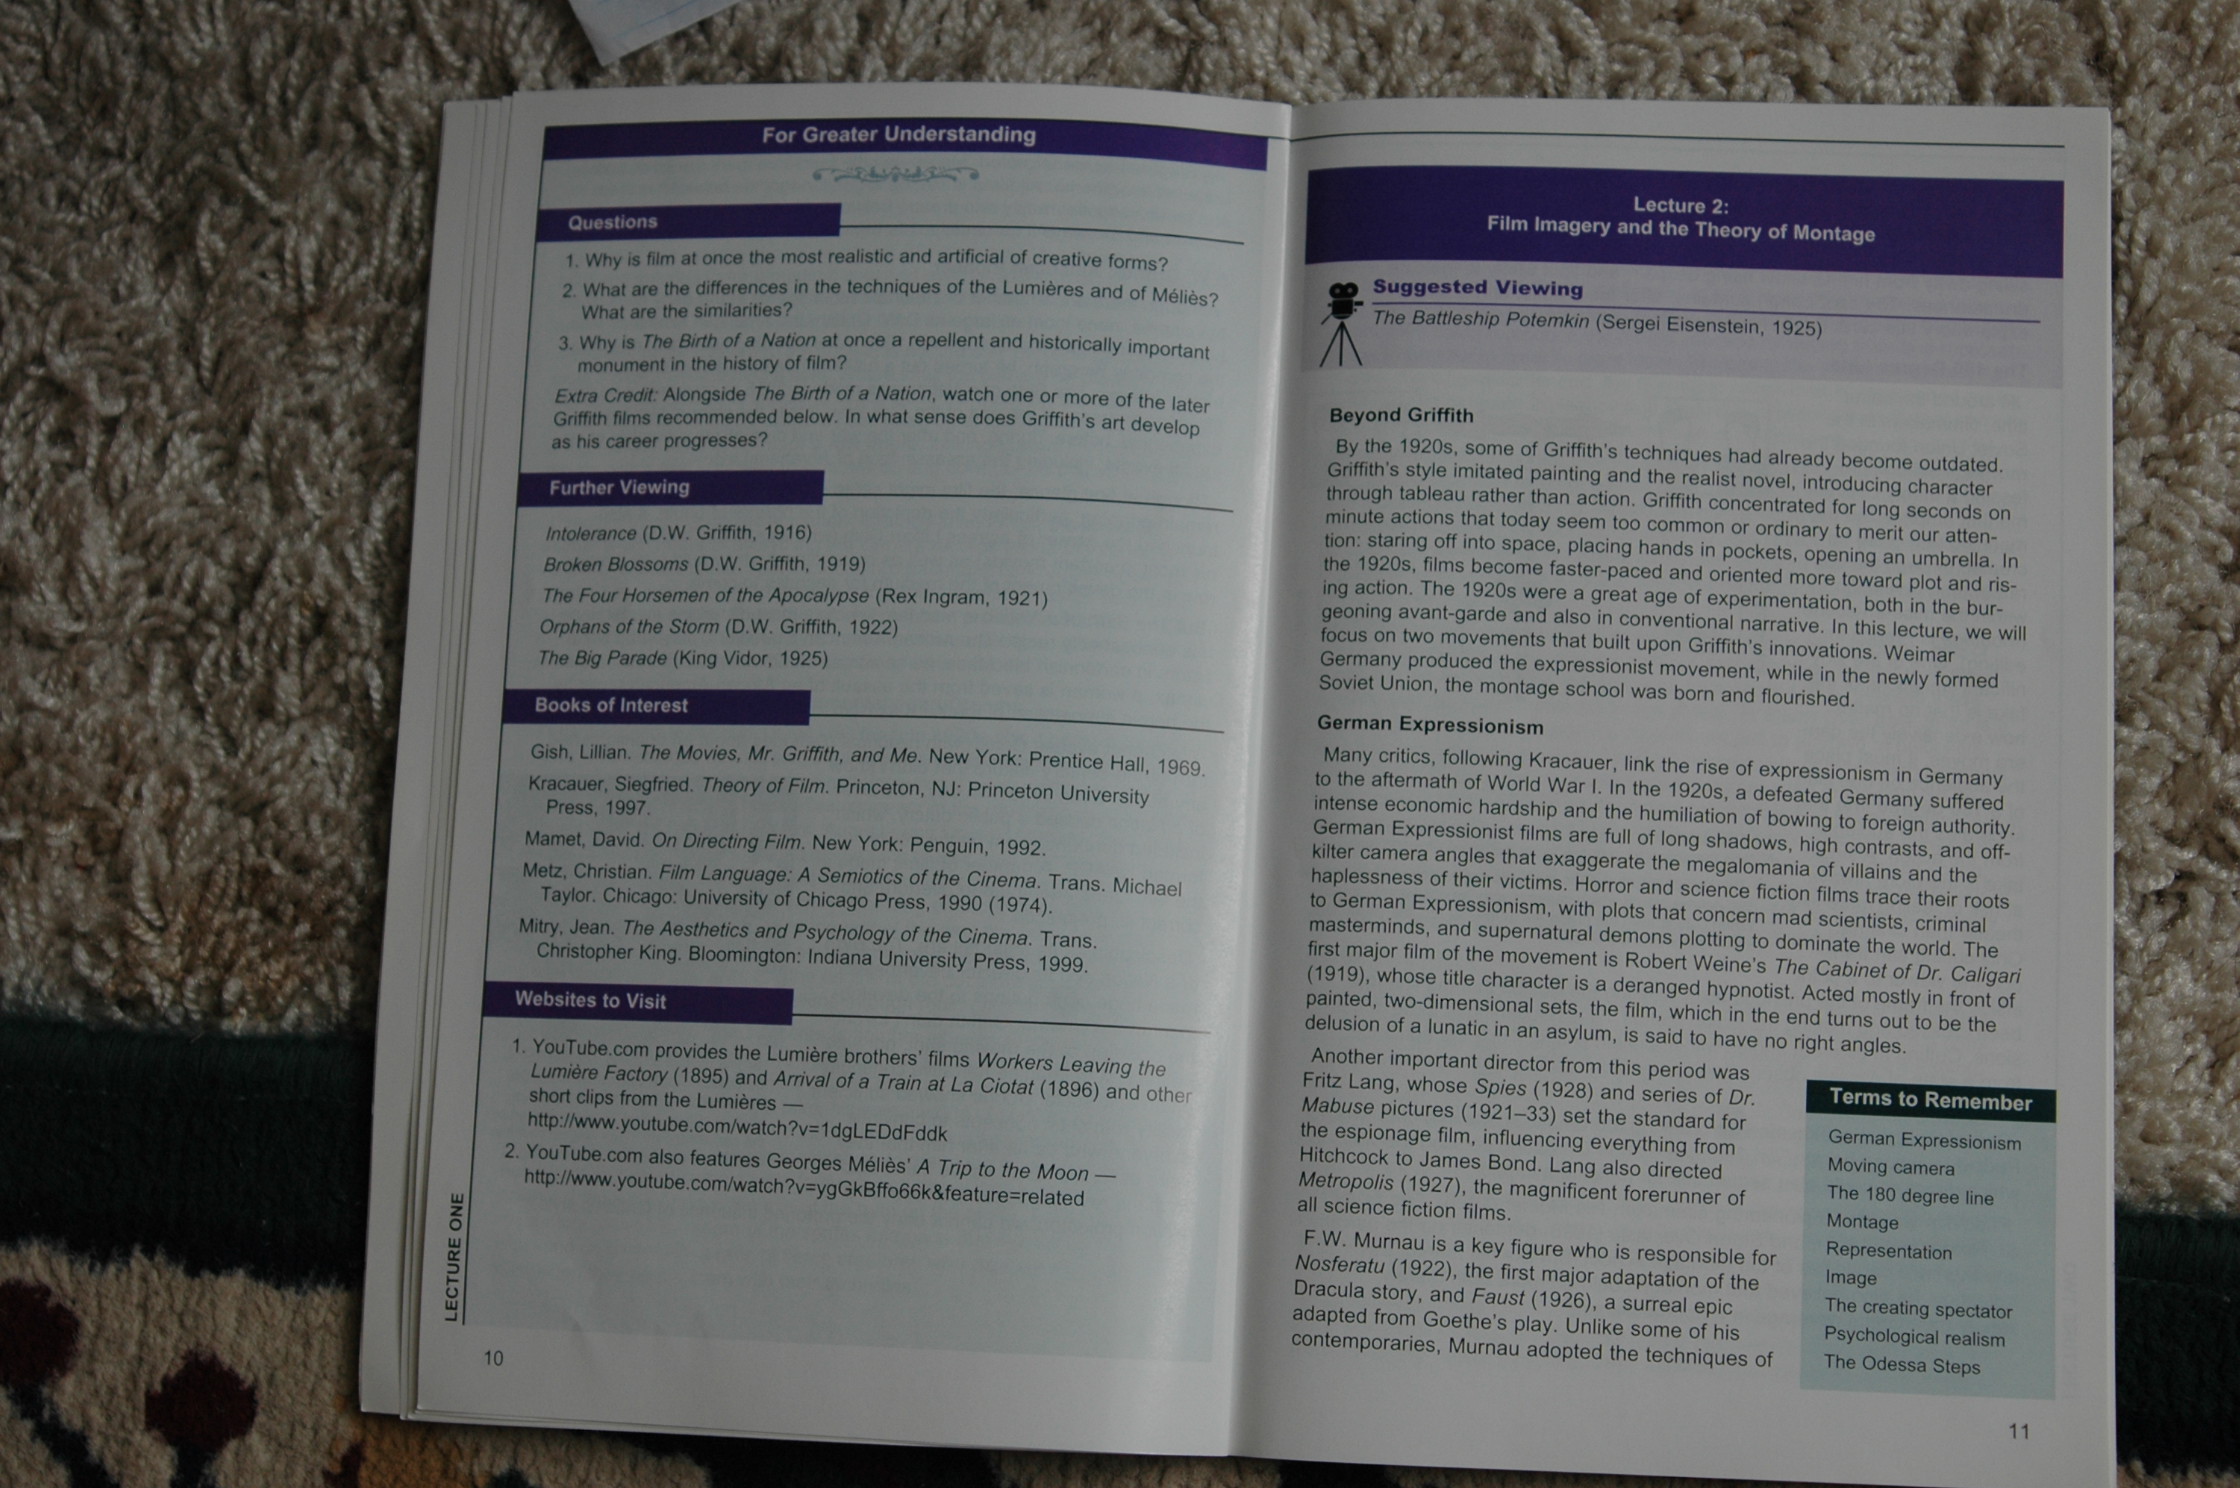 For Greater Understanding
Questions
1. Why is film at once the most realistic and artificial of creative forms?
2. What are the differences in the techniques of the Lumières and of Méliès?
What are the similarities?
3. Why is The Birth of a Nation at once a repellent and historically important
monument in the history of film?
Extra Credit: Alongside The Birth of a Nation, watch one or more of the later
Griffith films recommended below. In what sense does Griffith's art develop
as his career progresses?
Further Viewing
Intolerance (D.W. Griffith, 1916)
Broken Blossoms (D.W. Griffith, 1919)
The Four Horsemen of the Apocalypse (Rex Ingram, 1921)
Orphans of the Storm (D.W. Griffith, 1922)
The Big Parade (King Vidor, 1925)
Books of Interest
Gish, Lillian. The Movies, Mr. Griffith, and Me. New York: Prentice Hall, 1969.
Kracauer, Siegfried. Theory of Film. Princeton, NJ: Princeton University
Press, 1997.
Mamet, David. On Directing Film. New York: Penguin, 1992.
Metz, Christian. Film Language: A Semiotics of the Cinema. Trans. Michael
Taylor. Chicago: University of Chicago Press, 1990 (1974).
Mitry, Jean. The Aesthetics and Psychology of the Cinema. Trans.
Christopher King. Bloomington: Indiana University Press, 1999.
Websites to Visit
1. YouTube.com provides the Lumière brothers' films Workers Leaving the
Lumière Factory (1895) and Arrival of a Train at La Ciotat (1896) and other
short clips from the Lumières —
http://www.youtube.com/watch?v=1dgLEDdFddk
2. YouTube.com also features Georges Méliès' A Trip to the Moon —
http://www.youtube.com/watch?v=ygGkBffo66k&feature=related
LECTURE ONE
10
Lecture 2:
Film Imagery and the Theory of Montage
Suggested Viewing
The Battleship Potemkin (Sergei Eisenstein, 1925)
Beyond Griffith
By the 1920s, some of Griffith's techniques had already become outdated.
Griffith's style imitated painting and the realist novel, introducing character
through tableau rather than action. Griffith concentrated for long seconds on
minute actions that today seem too common or ordinary to merit our atten-
tion: staring off into space, placing hands in pockets, opening an umbrella. In
the 1920s, films become faster-paced and oriented more toward plot and ris-
ing action. The 1920s were a great age of experimentation, both in the bur-
geoning avant-garde and also in conventional narrative. In this lecture, we will
focus on two movements that built upon Griffith's innovations. Weimar
Germany produced the expressionist movement, while in the newly formed
Soviet Union, the montage school was born and flourished.
German Expressionism
Many critics, following Kracauer, link the rise of expressionism in Germany
to the aftermath of World War I. In the 1920s, a defeated Germany suffered
intense economic hardship and the humiliation of bowing to foreign authority.
German Expressionist films are full of long shadows, high contrasts, and off-
kilter camera angles that exaggerate the megalomania of villains and the
haplessness of their victims. Horror and science fiction films trace their roots
to German Expressionism, with plots that concern mad scientists, criminal
masterminds, and supernatural demons plotting to dominate the world. The
first major film of the movement is Robert Weine's The Cabinet of Dr. Caligari
(1919), whose title character is a deranged hypnotist. Acted mostly in front of
painted, two-dimensional sets, the film, which in the end turns out to be the
delusion of a lunatic in an asylum, is said to have no right angles.
Another important director from this period was
Fritz Lang, whose Spies (1928) and series of Dr.
Mabuse pictures (1921–33) set the standard for
the espionage film, influencing everything from
Hitchcock to James Bond. Lang also directed
Metropolis (1927), the magnificent forerunner of
all science fiction films.
F.W. Murnau is a key figure who is responsible for
Nosferatu (1922), the first major adaptation of the
Dracula story, and Faust (1926), a surreal epic
adapted from Goethe's play. Unlike some of his
contemporaries, Murnau adopted the techniques of
Terms to Remember
German Expressionism
Moving camera
The 180 degree line
Montage
Representation
Image
The creating spectator
Psychological realism
The Odessa Steps
11